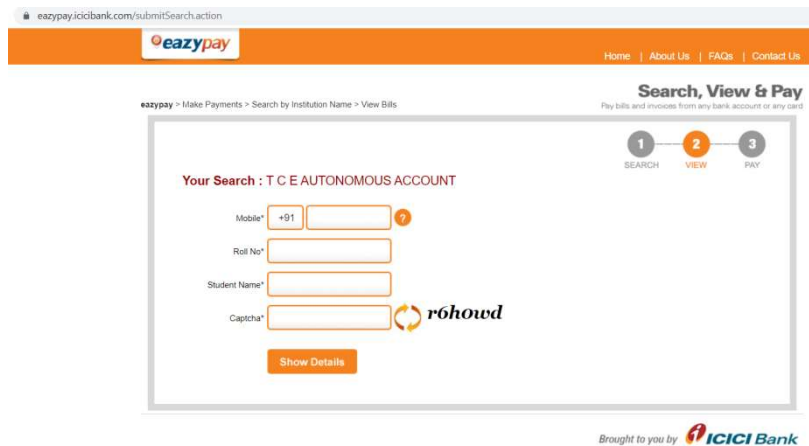 eazypay.icicibank.com/submitSearch.action
eazypay
Home | About Us | FAQs | Contact Us
Search, View & Pay
Pay bills and invoices from any bank account or any card
eazypay > Make Payments > Search by Institution Name > View Bills
1 2 3
SEARCH VIEW PAY
Your Search : T C E AUTONOMOUS ACCOUNT
Mobile* +91 ?
Roll No*
Student Name*
Captcha* r6howd
Show Details
Brought to you by ICICI Bank